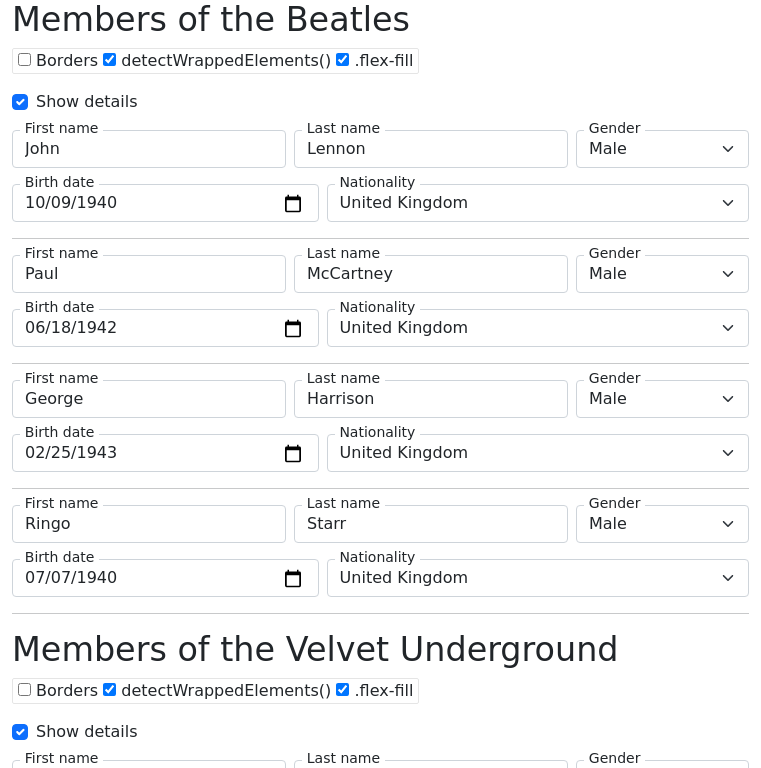 Members of the Beatles
Borders detectWrappedElements() .flex-fill
Show details
First name Last name Gender
John Lennon Male
Birth date Nationality
10/09/1940 United Kingdom
First name Last name Gender
Paul McCartney Male
Birth date Nationality
06/18/1942 United Kingdom
First name Last name Gender
George Harrison Male
Birth date Nationality
02/25/1943 United Kingdom
First name Last name Gender
Ringo Starr Male
Birth date Nationality
07/07/1940 United Kingdom
Members of the Velvet Underground
Borders detectWrappedElements() .flex-fill
Show details
First name Last name Gender